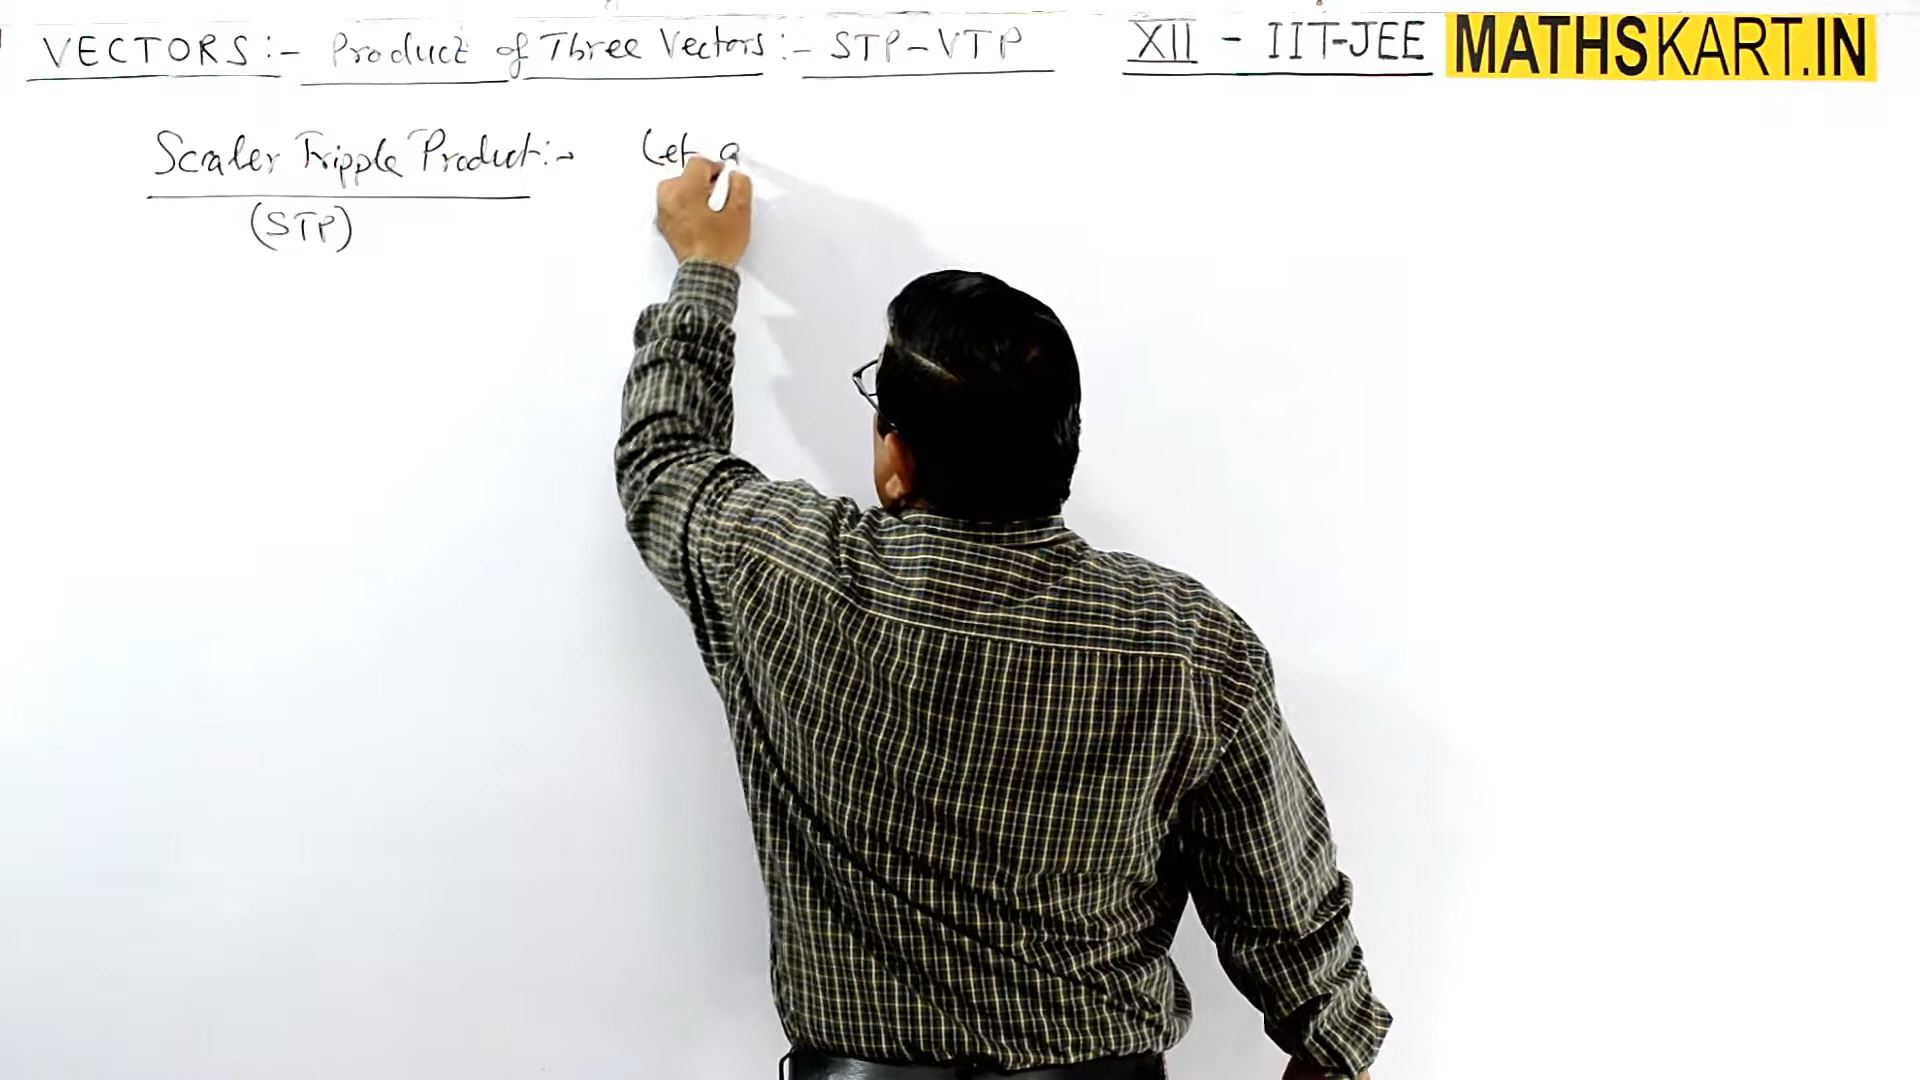 VECTORS:- Product of Three Vectors:- STP-VTP XII - IIT-JEE MATHSKART.IN
Scaler Tripple Product:→ Let a
(STP)